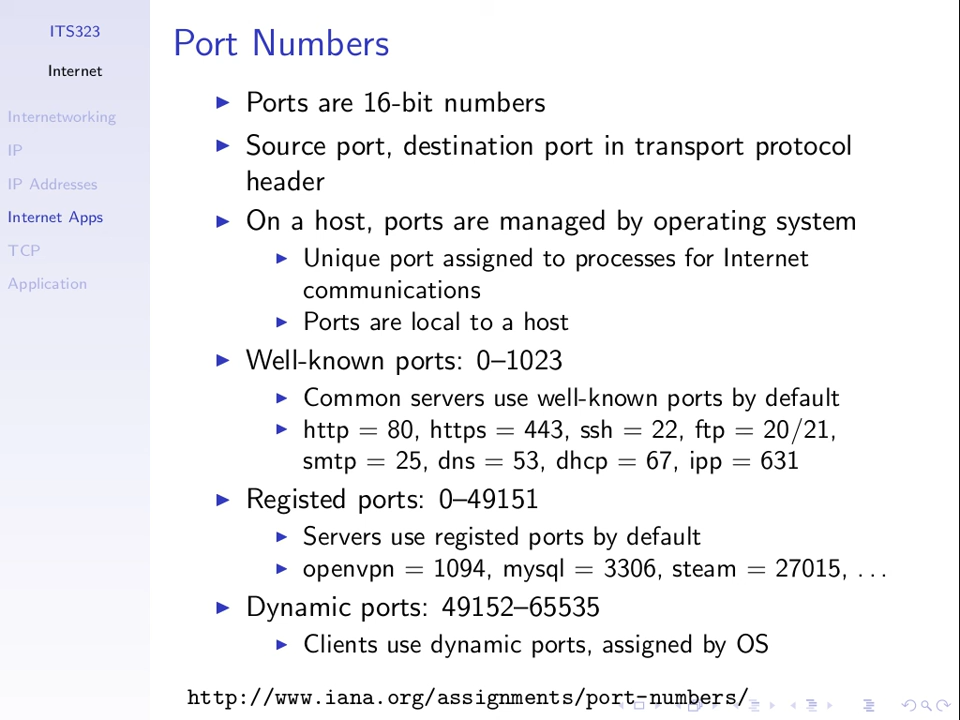 ITS323
Internet
Internetworking
IP
IP Addresses
Internet Apps
TCP
Application
Port Numbers
Ports are 16-bit numbers
Source port, destination port in transport protocol
header
On a host, ports are managed by operating system
Unique port assigned to processes for Internet
communications
Ports are local to a host
Well-known ports: 0–1023
Common servers use well-known ports by default
http = 80, https = 443, ssh = 22, ftp = 20/21,
smtp = 25, dns = 53, dhcp = 67, ipp = 631
Registed ports: 0–49151
Servers use registed ports by default
openvpn = 1094, mysql = 3306, steam = 27015, ...
Dynamic ports: 49152–65535
Clients use dynamic ports, assigned by OS
http://www.iana.org/assignments/port-numbers/